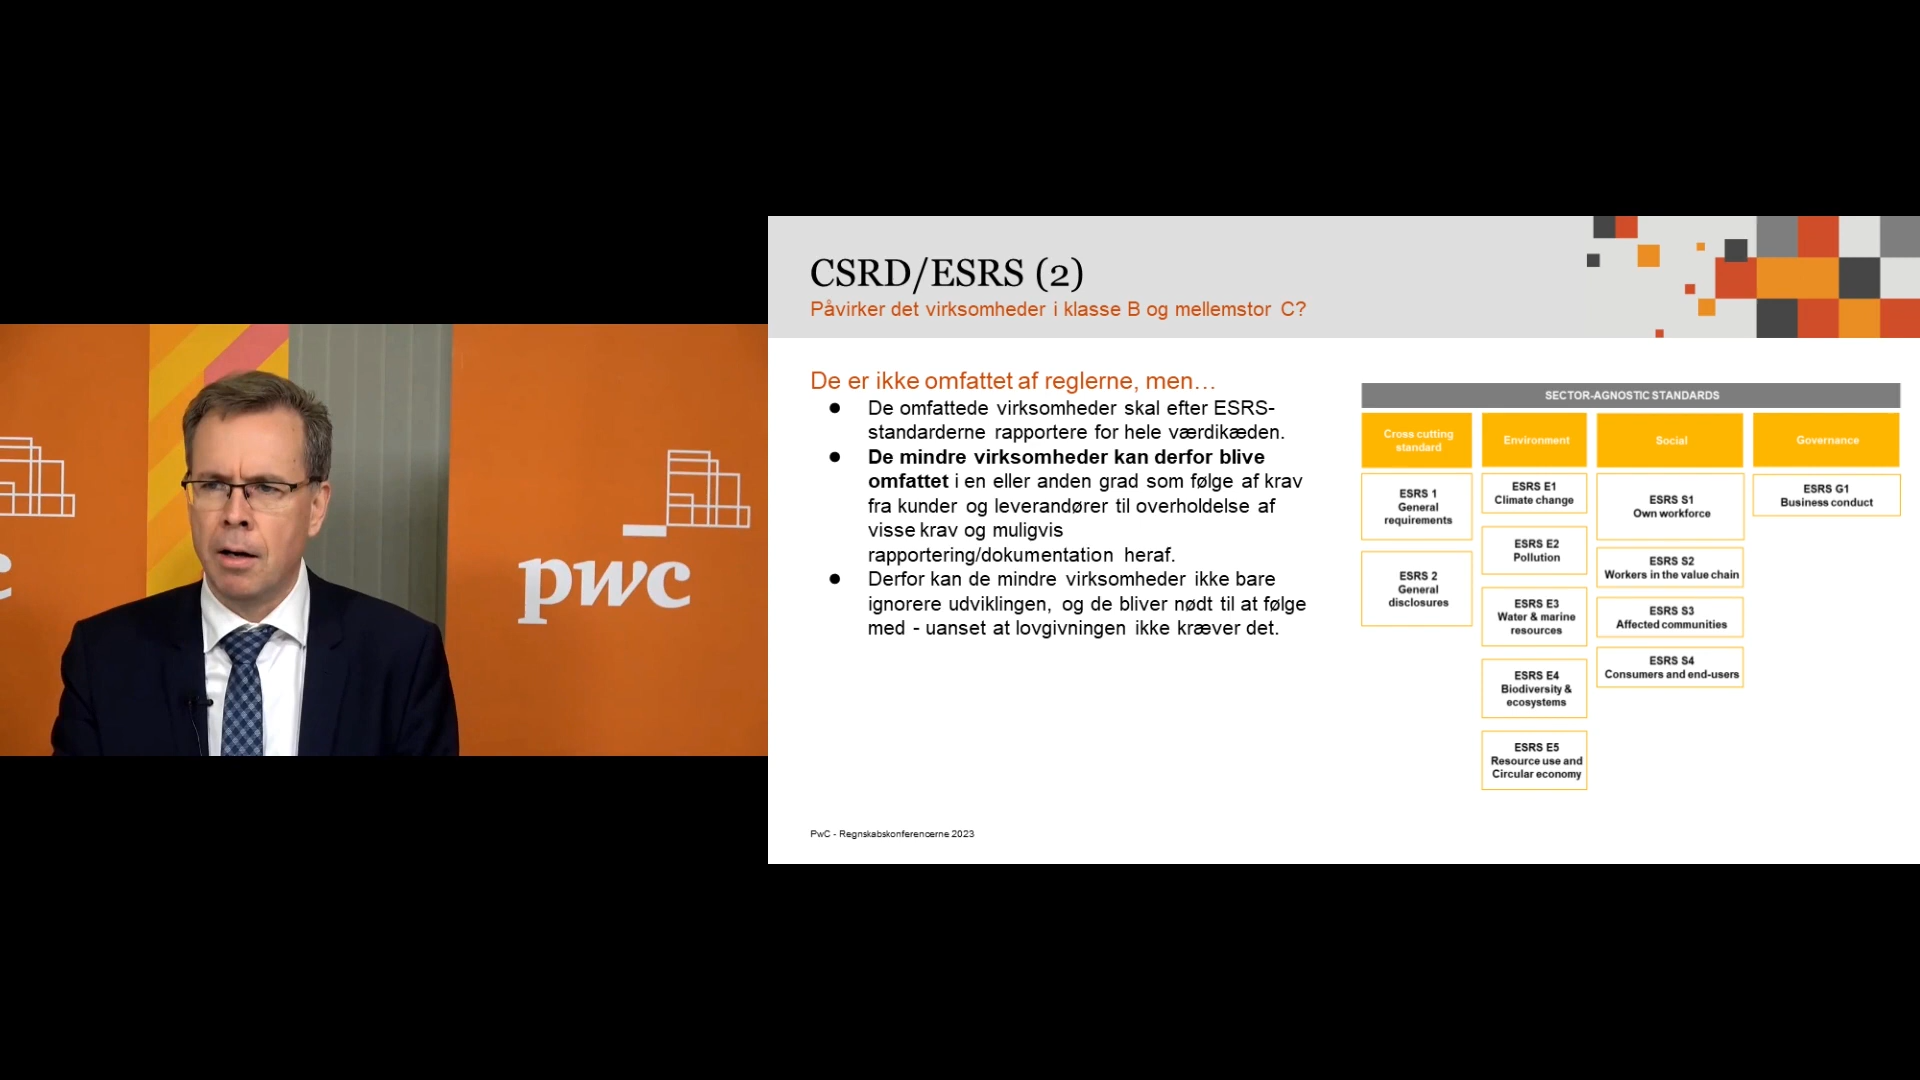 pwc
CSRD/ESRS (2)
Påvirker det virksomheder i klasse B og mellemstor C?
De er ikke omfattet af reglerne, men…
● De omfattede virksomheder skal efter ESRS-
standarderne rapportere for hele værdikæden.
● De mindre virksomheder kan derfor blive
omfattet i en eller anden grad som følge af krav
fra kunder og leverandører til overholdelse af
visse krav og muligvis
rapportering/dokumentation heraf.
● Derfor kan de mindre virksomheder ikke bare
ignorere udviklingen, og de bliver nødt til at følge
med - uanset at lovgivningen ikke kræver det.
SECTOR-AGNOSTIC STANDARDS
Cross cutting
standard
ESRS 1
General
requirements
ESRS 2
General
disclosures
Environment
ESRS E1
Climate change
ESRS E2
Pollution
ESRS E3
Water & marine
resources
ESRS E4
Biodiversity &
ecosystems
ESRS E5
Resource use and
Circular economy
Social
ESRS S1
Own workforce
ESRS S2
Workers in the value chain
ESRS S3
Affected communities
ESRS S4
Consumers and end-users
Governance
ESRS G1
Business conduct
PwC - Regnskabskonferencerne 2023